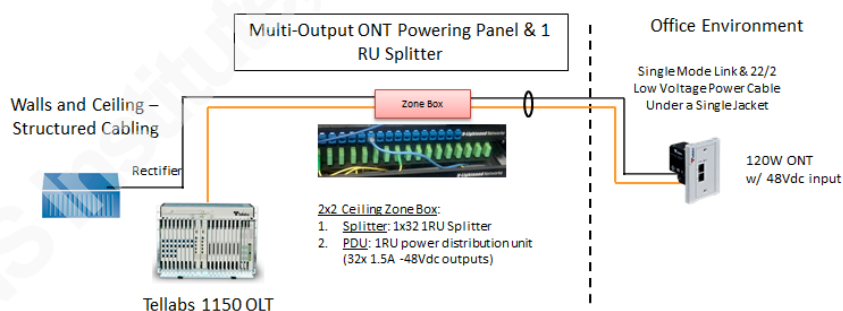 Multi-Output ONT Powering Panel & 1
RU Splitter
Office Environment
Single Mode Link & 22/2
Low Voltage Power Cable
Under a Single Jacket
Walls and Ceiling –
Structured Cabling
Zone Box
Rectifier
120W ONT
w/ 48Vdc input
2x2 Ceiling Zone Box:
1. Splitter: 1x32 1RU Splitter
2. PDU: 1RU power distribution unit
(32x 1.5A -48Vdc outputs)
Tellabs 1150 OLT